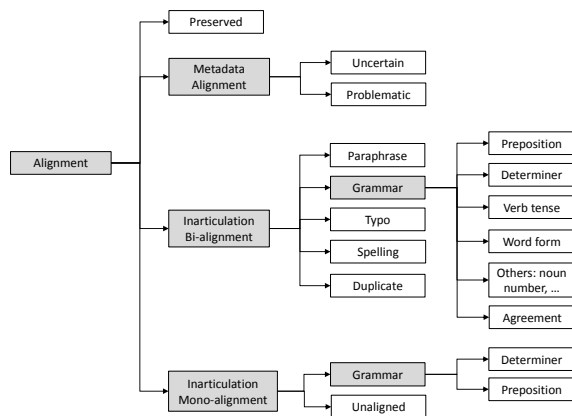 Preserved
Metadata
Alignment
Uncertain
Problematic
Alignment
Inarticulation
Bi-alignment
Paraphrase
Grammar
Typo
Spelling
Duplicate
Preposition
Determiner
Verb tense
Word form
Others: noun
number, ...
Agreement
Inarticulation
Mono-alignment
Grammar
Unaligned
Determiner
Preposition